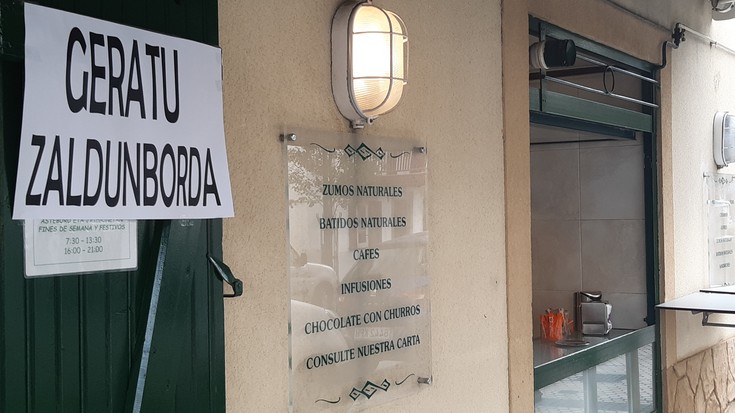 GERATU
ZALDUNBORDA
FINES DE SEMANA Y FESTIVOS
7:30 - 13:30
16:00 - 21:00
ZUMOS NATURALES
BATIDOS NATURALES
CAFES
INFUSIONES
CHOCOLATE CON CHURROS
CONSULTE NUESTRA CARTA